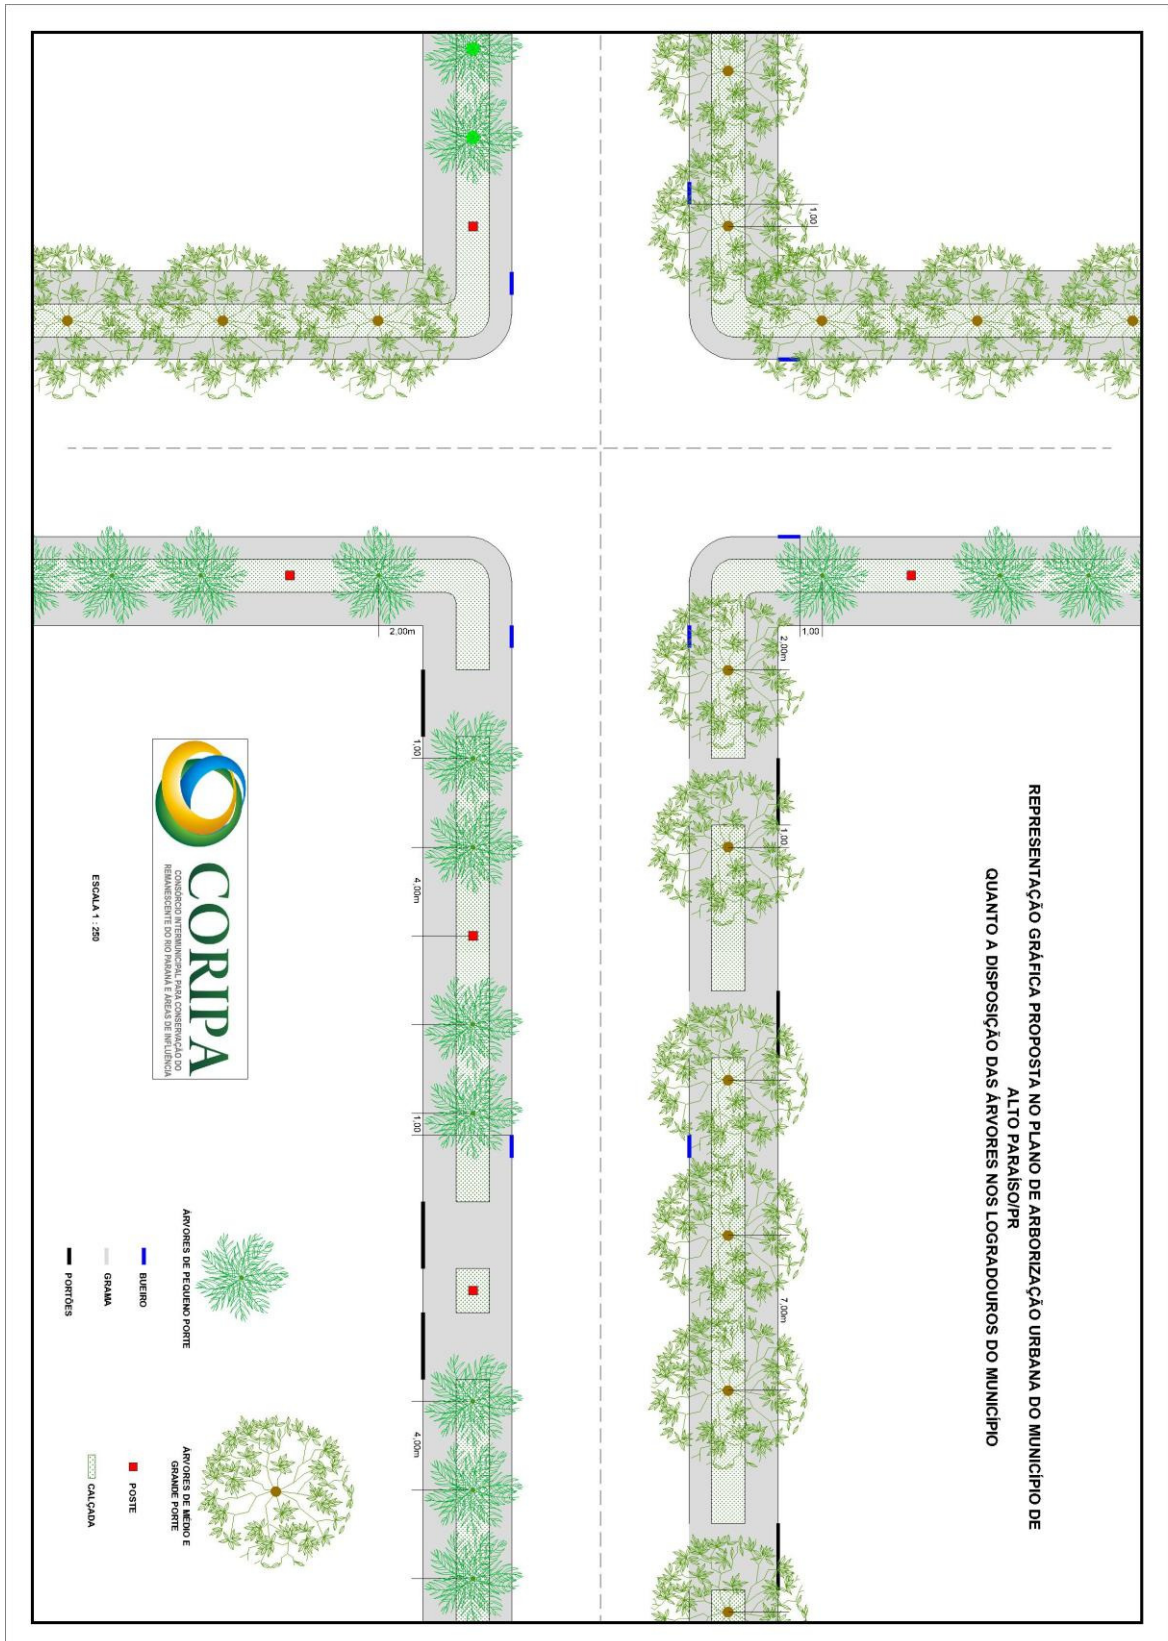 REPRESENTAÇÃO GRÁFICA PROPOSTA NO PLANO DE ARBORIZAÇÃO URBANA DO MUNICÍPIO DE
ALTO PARAÍSO/PR
QUANTO A DISPOSIÇÃO DAS ÁRVORES NOS LOGRADOUROS DO MUNICÍPIO
1,00
1,00
2,00m
1,00
7,00m
2,00m
1,00
4,00m
1,00
4,00m
CORIPA
CONSÓRCIO INTERMUNICIPAL PARA CONSERVAÇÃO DO
REMANESCENTE DO RIO PARANÁ E ÁREAS DE INFLUÊNCIA
ESCALA 1 : 250
ÁRVORES DE PEQUENO PORTE
BUEIRO
GRAMA
PORTÕES
ÁRVORES DE MÉDIO E
GRANDE PORTE
POSTE
CALÇADA